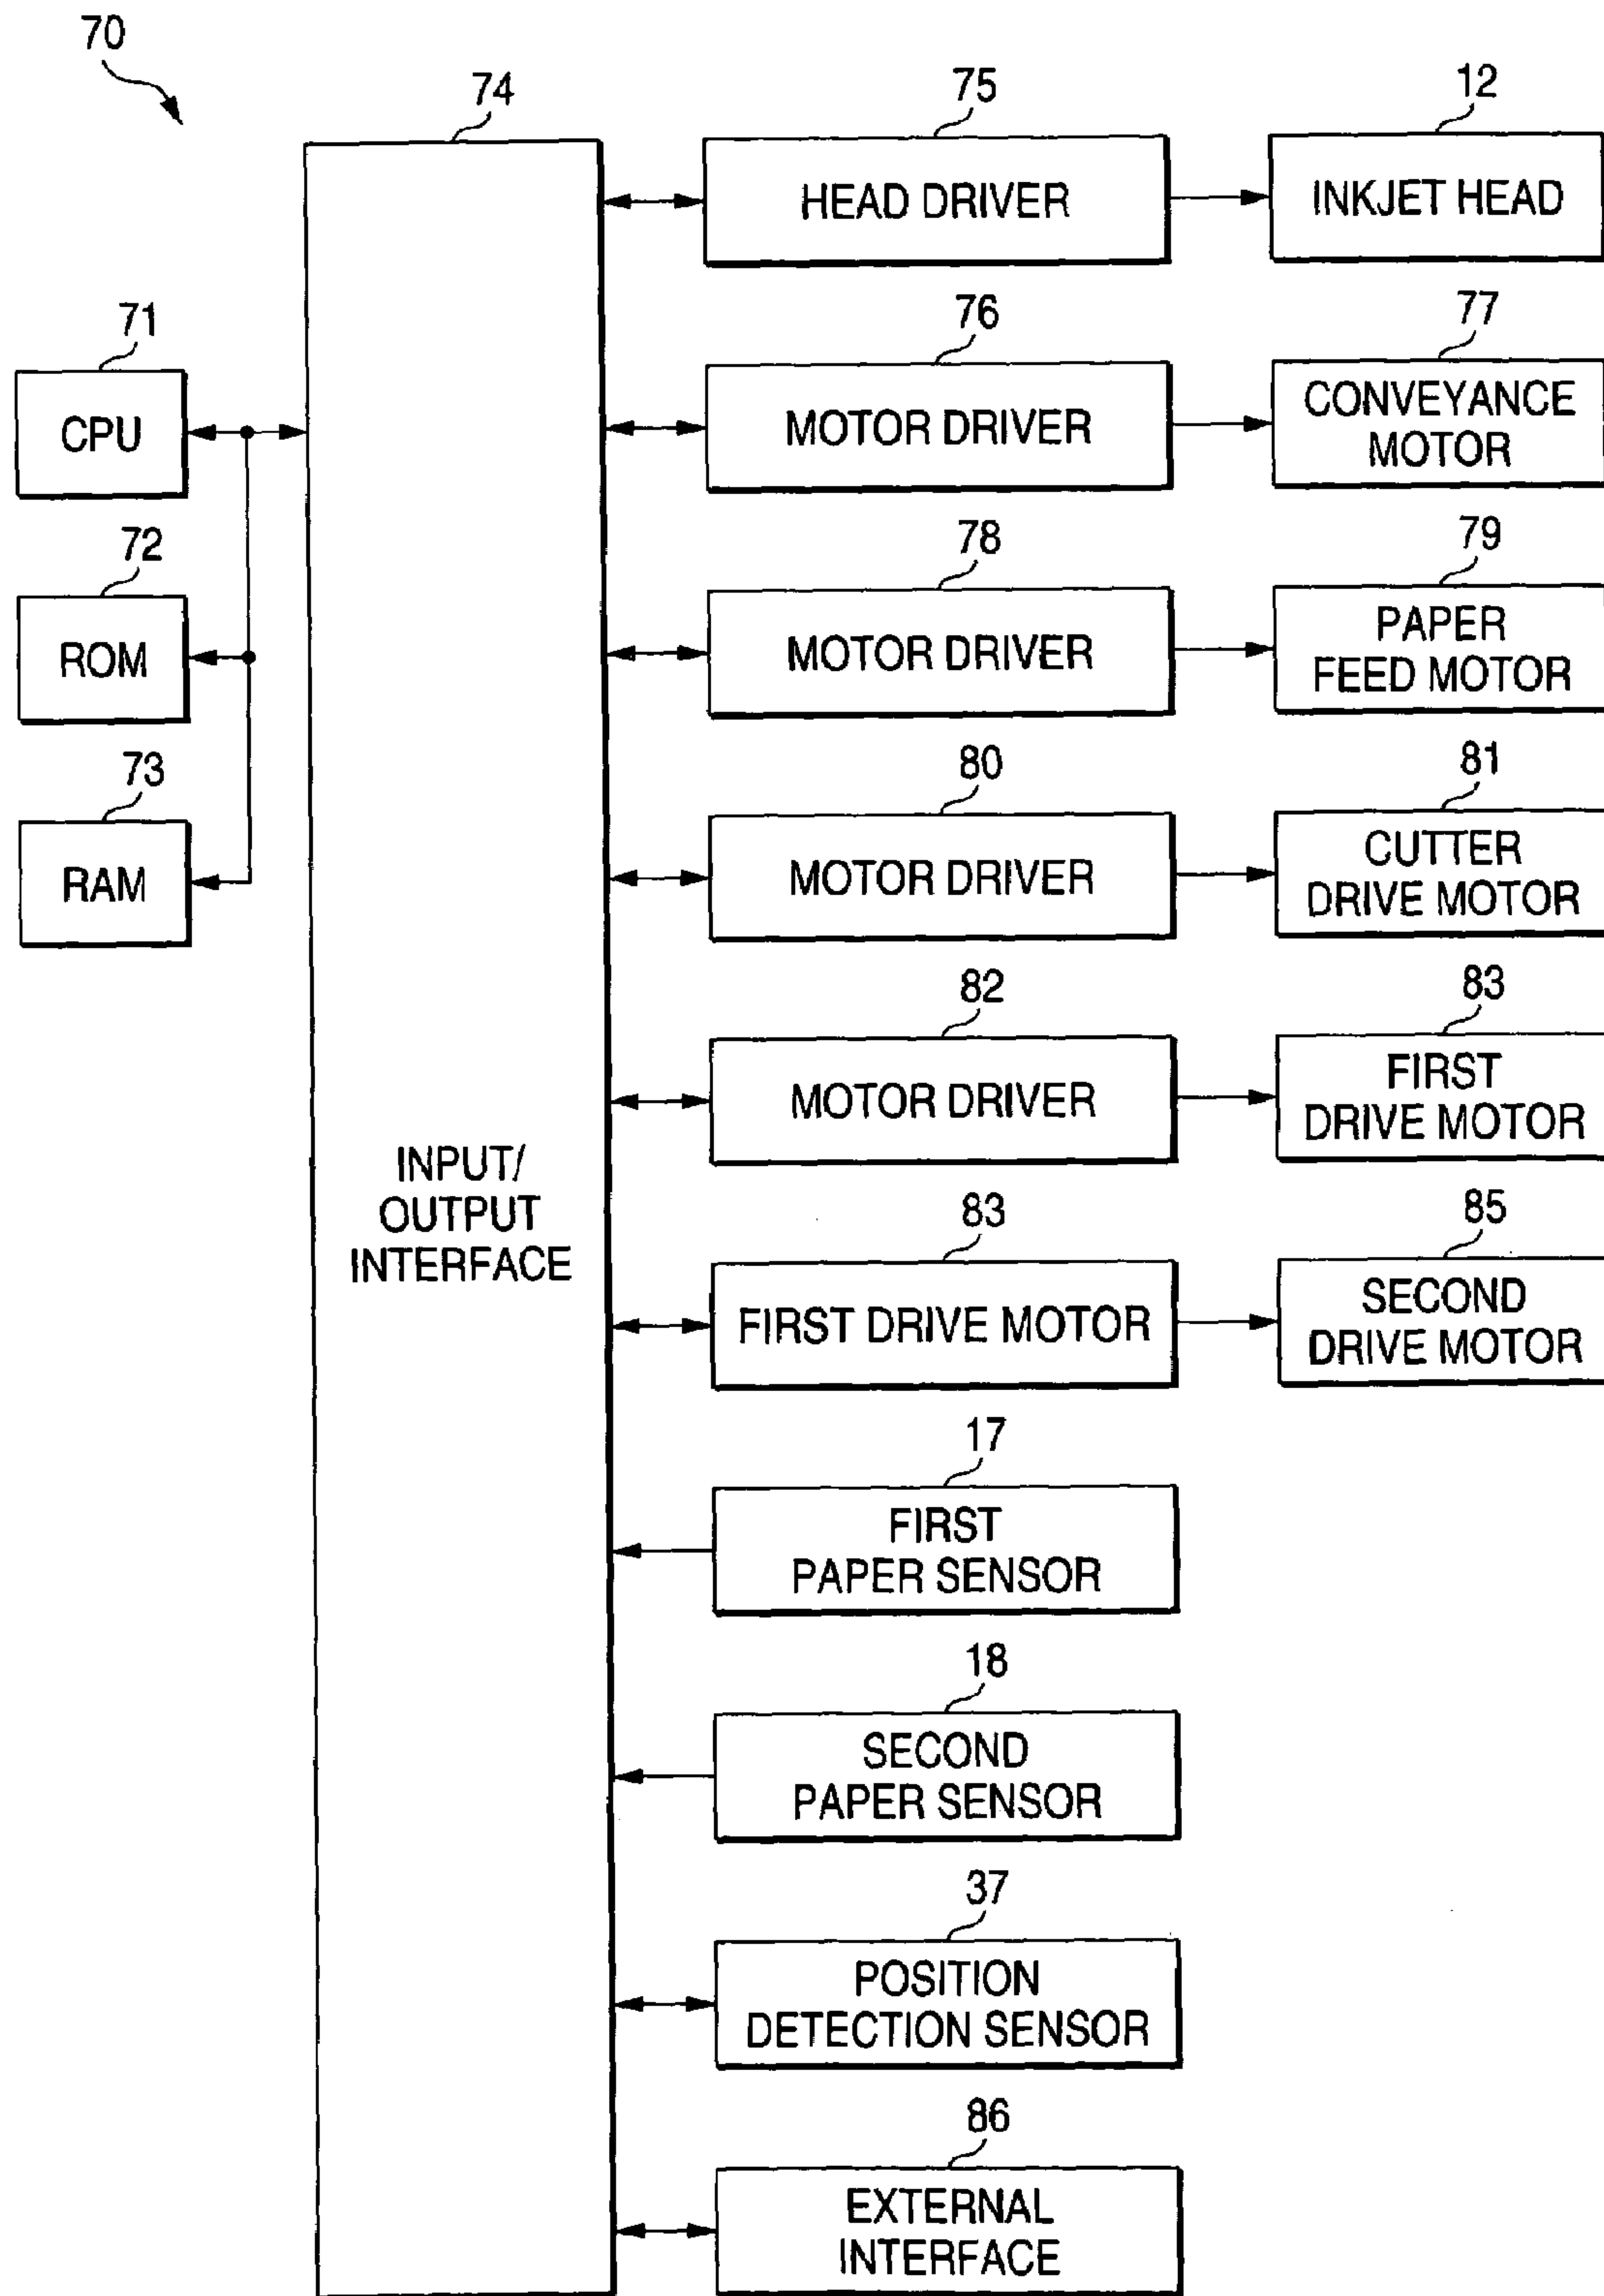 70
74
75
12
HEAD DRIVER
INKJET HEAD
71
76
77
CPU
MOTOR DRIVER
CONVEYANCE
MOTOR
72
78
79
ROM
MOTOR DRIVER
PAPER
FEED MOTOR
73
80
81
RAM
MOTOR DRIVER
CUTTER
DRIVE MOTOR
82
83
MOTOR DRIVER
FIRST
DRIVE MOTOR
INPUT/
OUTPUT
INTERFACE
83
85
FIRST DRIVE MOTOR
SECOND
DRIVE MOTOR
17
FIRST
PAPER SENSOR
18
SECOND
PAPER SENSOR
37
POSITION
DETECTION SENSOR
86
EXTERNAL
INTERFACE